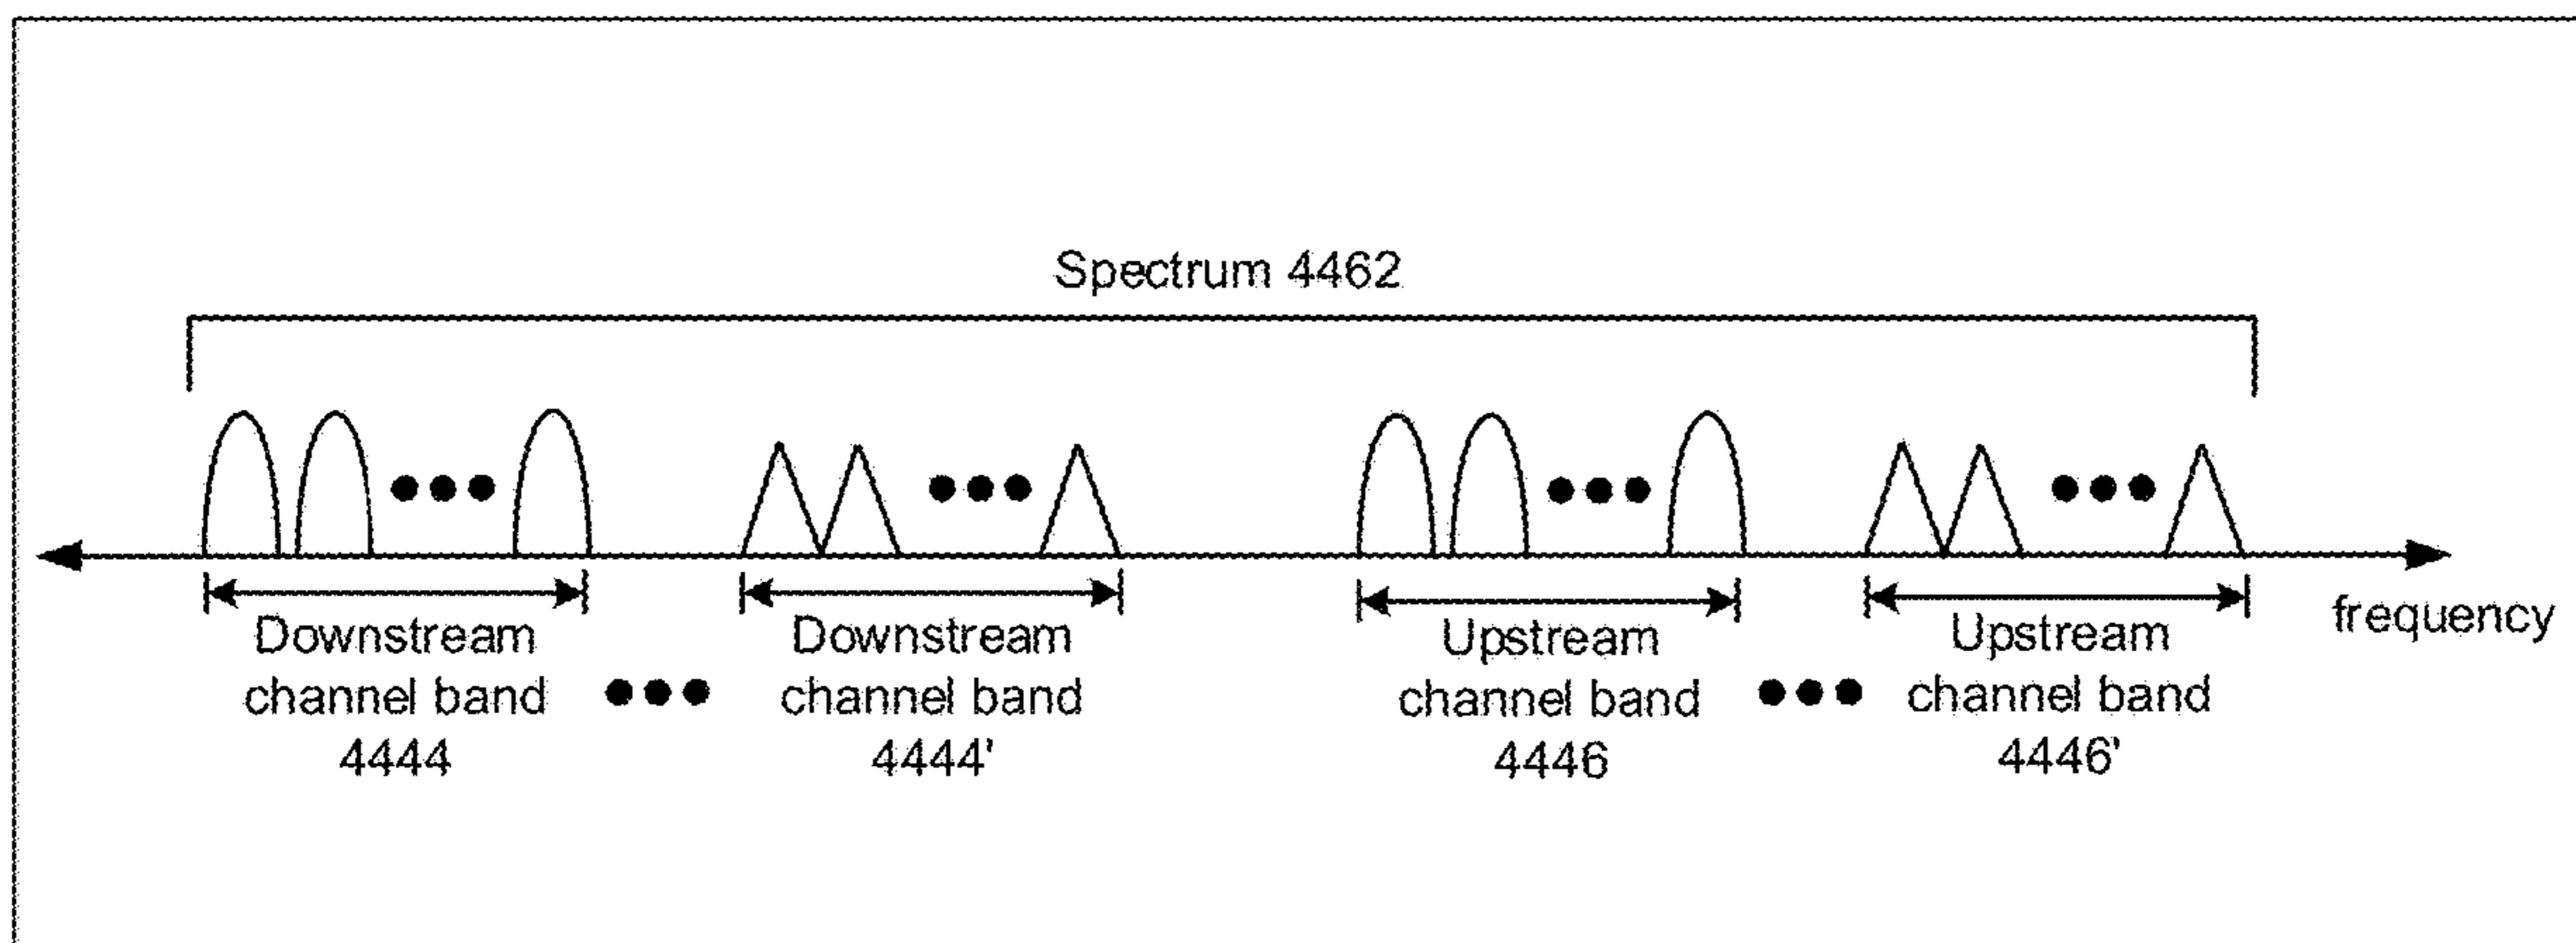 Spectrum 4462
Downstream
channel band
4444
Downstream
channel band
4444'
Upstream
channel band
4446
Upstream
channel band
4446'
frequency